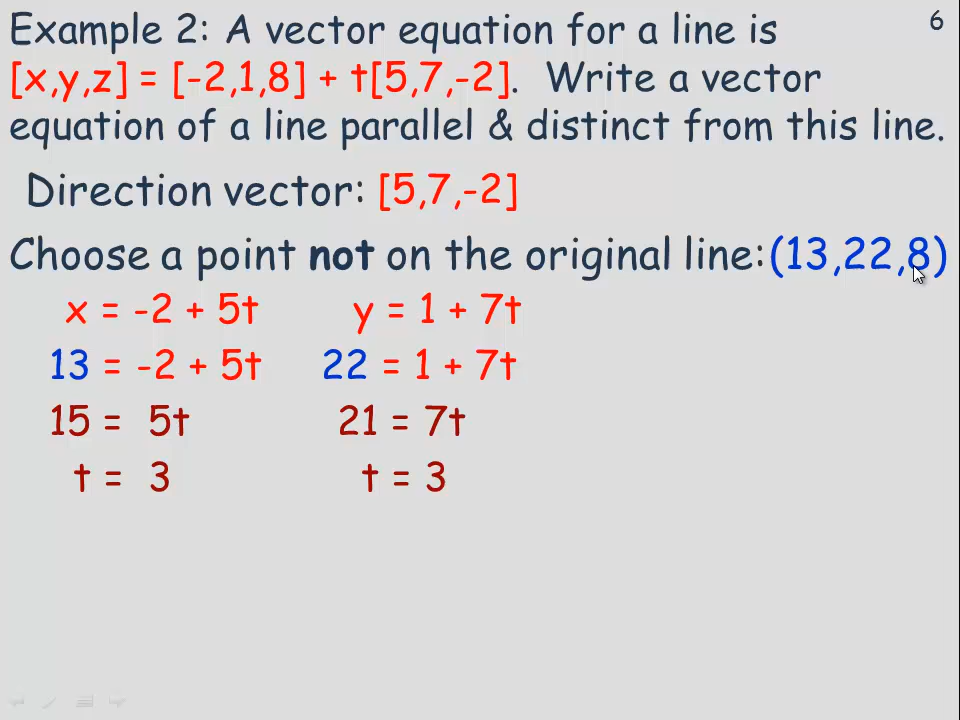 6
Example 2: A vector equation for a line is
[x,y,z] = [-2,1,8] + t[5,7,-2]. Write a vector
equation of a line parallel & distinct from this line.
Direction vector: [5,7,-2]
Choose a point not on the original line: (13,22,8)
x = -2 + 5t y = 1 + 7t
13 = -2 + 5t 22 = 1 + 7t
15 = 5t 21 = 7t
t = 3 t = 3